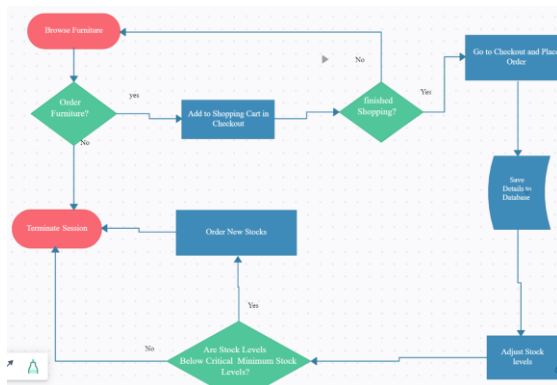 Browse Furniture
No
Go to Checkout and Place
Order
yes
Order
Furniture?
Add to Shopping Cart in
Checkout
finished
Shopping?
Yes
No
Save
Details to
Database
Terminate Session
Order New Stocks
Yes
No
Are Stock Levels
Below Critical Minimum Stock
Levels?
Adjust Stock
levels